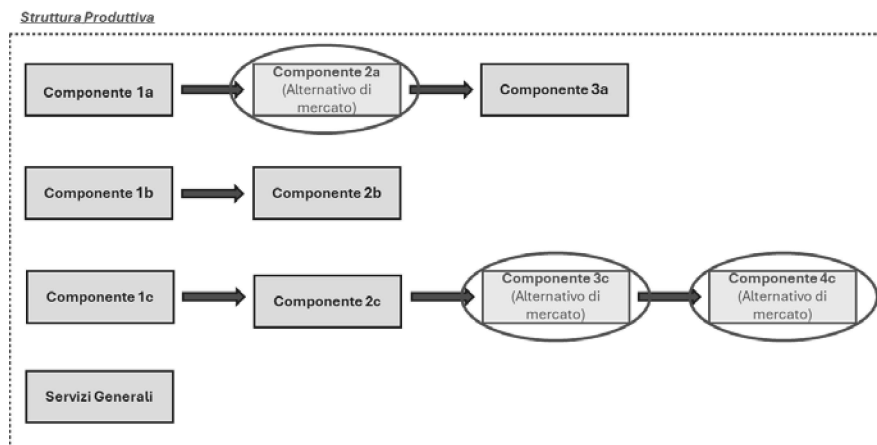 Struttura Produttiva
Componente 1a
Componente 2a
(Alternativo di
mercato)
Componente 3a
Componente 1b
Componente 2b
Componente 1c
Componente 2c
Componente 3c
(Alternativo di
mercato)
Componente 4c
(Alternativo di
mercato)
Servizi Generali